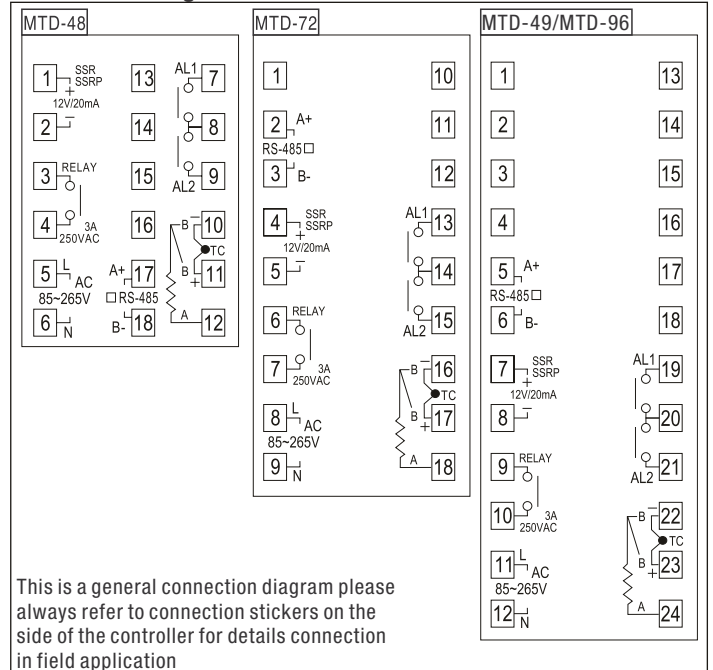 MTD-48
1 SSR 13 AL1 7
SSRP
+
12V/20mA
2 − 14 8
3 RELAY 15 9
AL2
4 3A 16 B − 10
250VAC
TC
5 L AC A+ 17 B + 11
85~265V □ RS-485
6 N B- 18 A 12
MTD-72
1 10
2 A+ 11
RS-485 □
3 B- 12
4 SSR AL1 13
SSRP
+
12V/20mA
5 − 14
6 RELAY 15
AL2
7 3A B − 16
250VAC
TC
8 L AC B + 17
85~265V
9 N A 18
MTD-49/MTD-96
1 13
2 14
3 15
4 16
5 A+ 17
RS-485 □
6 B- 18
7 SSR AL1 19
SSRP
+
12V/20mA
8 − 20
9 RELAY 21
AL2
10 3A B − 22
250VAC
TC
11 L AC B + 23
85~265V
12 N A 24
This is a general connection diagram please
always refer to connection stickers on the
side of the controller for details connection
in field application